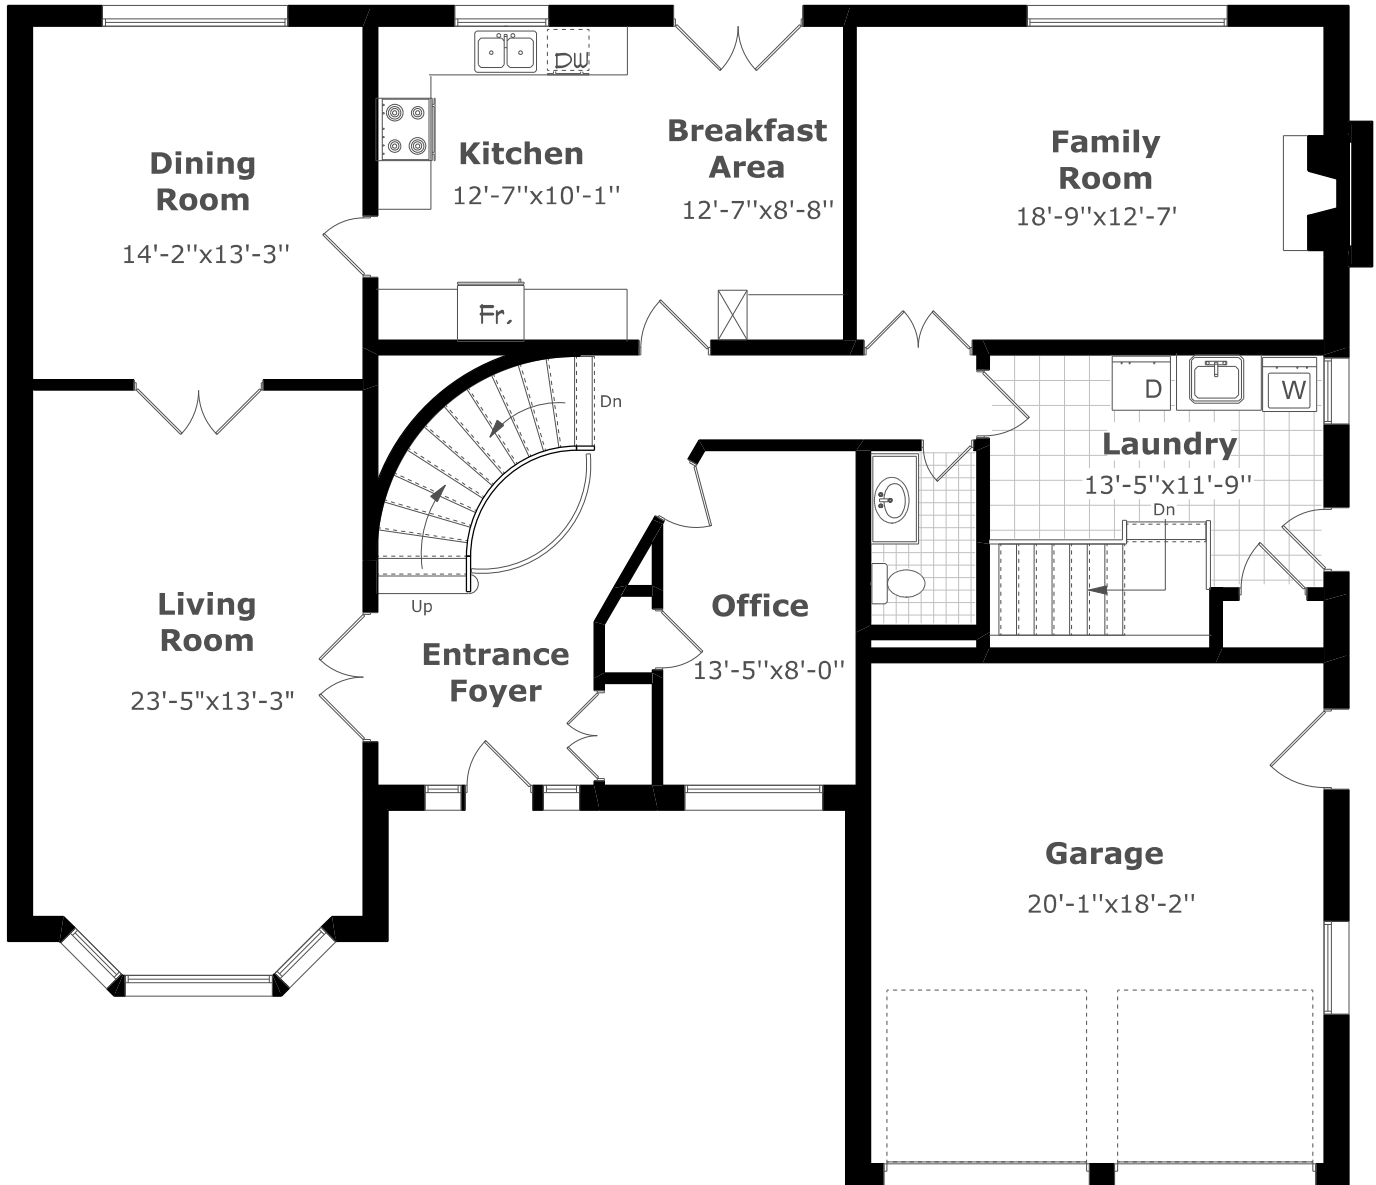 Dining
Room
14'-2''x13'-3''
DW
Kitchen
12'-7''x10'-1''
Fr.
Breakfast
Area
12'-7''x8'-8''
Family
Room
18'-9''x12'-7'
Dn
Up
D
W
Laundry
13'-5''x11'-9''
Dn
Living
Room
23'-5"x13'-3"
Entrance
Foyer
Office
13'-5''x8'-0''
Garage
20'-1''x18'-2''